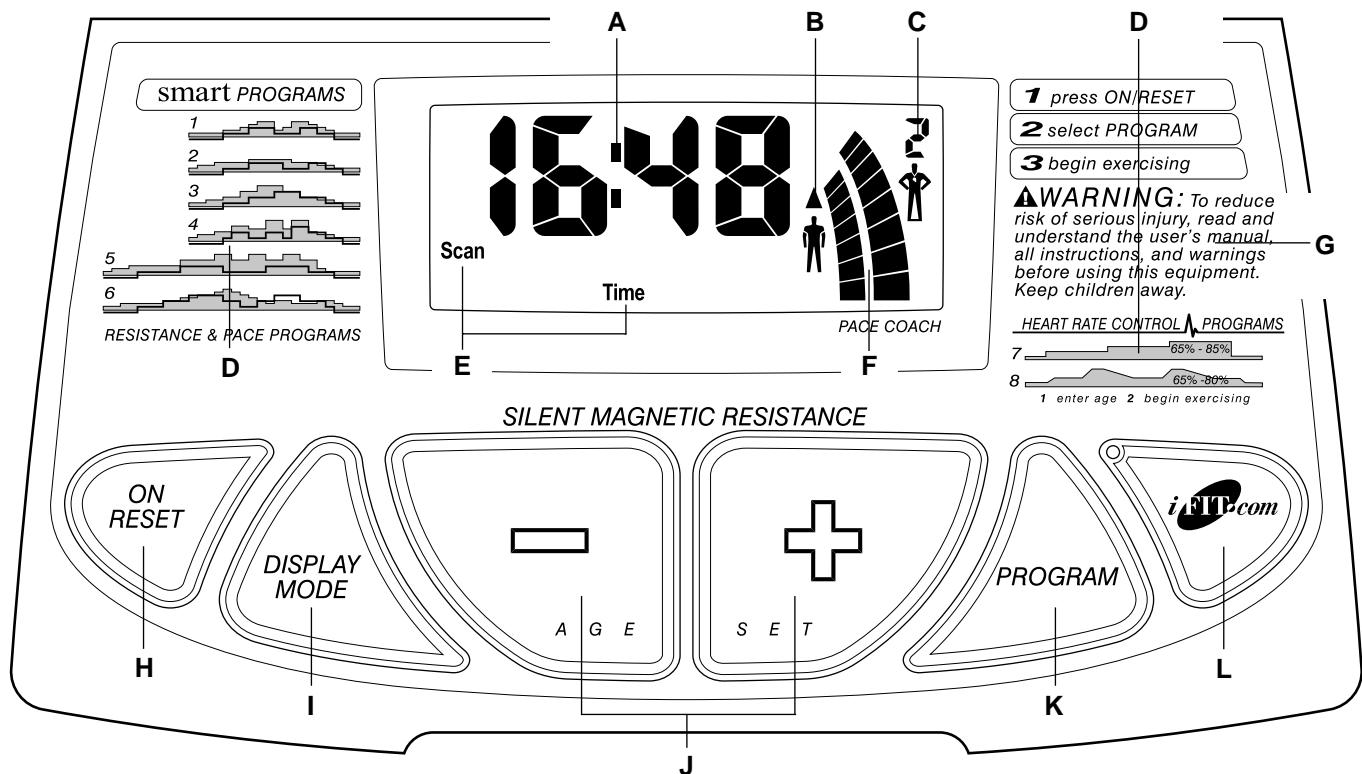 A B C D
smart PROGRAMS
1
2
3
4
5
6
RESISTANCE & PACE PROGRAMS
D
16:48
2
Scan
Time
PACE COACH
E
F
1 press ON/RESET
2 select PROGRAM
3 begin exercising
WARNING: To reduce
risk of serious injury, read and
understand the user's manual,
all instructions, and warnings
before using this equipment.
Keep children away.
G
HEART RATE CONTROL PROGRAMS
7 65% - 85%
8 65% -80%
1 enter age 2 begin exercising
SILENT MAGNETIC RESISTANCE
ON
RESET
DISPLAY
MODE
A G E
S E T
PROGRAM
iFIT.com
H
I
J
K
L